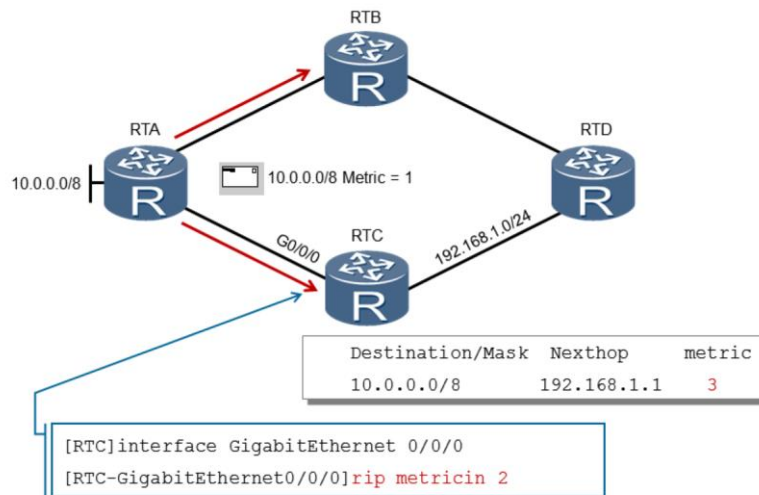 RTB
RTA
RTD
10.0.0.0/8
10.0.0.0/8 Metric = 1
G0/0/0
RTC
192.168.1.0/24
R
R
R
R
Destination/Mask Nexthop metric
10.0.0.0/8 192.168.1.1 3
[RTC]interface GigabitEthernet 0/0/0
[RTC-GigabitEthernet0/0/0]rip metricin 2